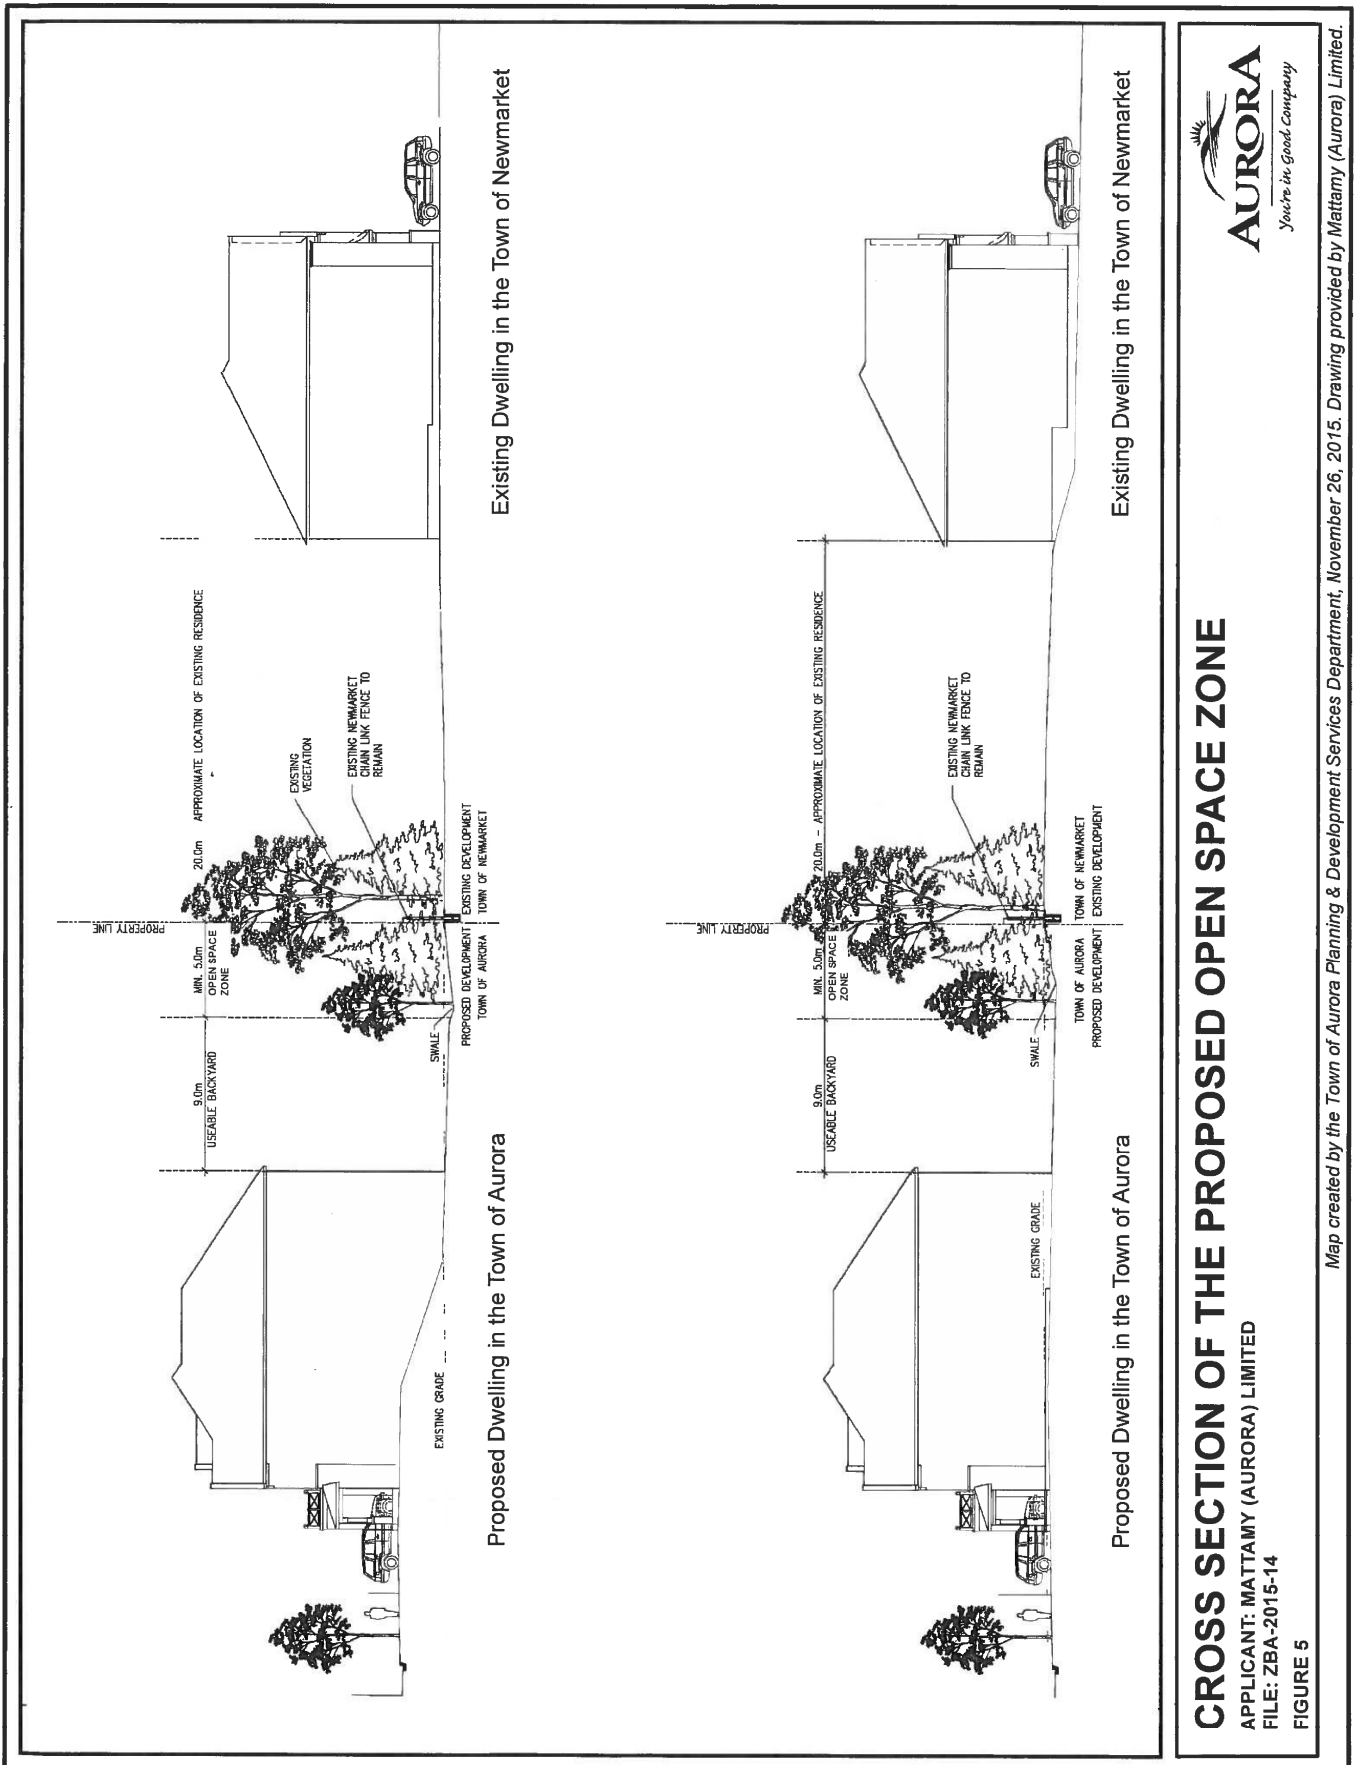 PROPERTY LINE
MIN. 5.0m
OPEN SPACE
ZONE
20.0m
APPROXIMATE LOCATION OF EXISTING RESIDENCE
9.0m
USEABLE BACKYARD
EXISTING
VEGETATION
EXISTING NEWMARKET
CHAIN LINK FENCE TO
REMAIN
SWALE
EXISTING GRADE
PROPOSED DEVELOPMENT
TOWN OF AURORA
EXISTING DEVELOPMENT
TOWN OF NEWMARKET
Proposed Dwelling in the Town of Aurora
Existing Dwelling in the Town of Newmarket
PROPERTY LINE
MIN. 5.0m
OPEN SPACE
ZONE
20.0m - APPROXIMATE LOCATION OF EXISTING RESIDENCE
9.0m
USEABLE BACKYARD
EXISTING NEWMARKET
CHAIN LINK FENCE TO
REMAIN
SWALE
EXISTING GRADE
TOWN OF AURORA
PROPOSED DEVELOPMENT
TOWN OF NEWMARKET
EXISTING DEVELOPMENT
Proposed Dwelling in the Town of Aurora
Existing Dwelling in the Town of Newmarket
CROSS SECTION OF THE PROPOSED OPEN SPACE ZONE
APPLICANT: MATTAMY (AURORA) LIMITED
FILE: ZBA-2015-14
FIGURE 5
AURORA
You're in Good Company
Map created by the Town of Aurora Planning & Development Services Department, November 26, 2015. Drawing provided by Mattamy (Aurora) Limited.